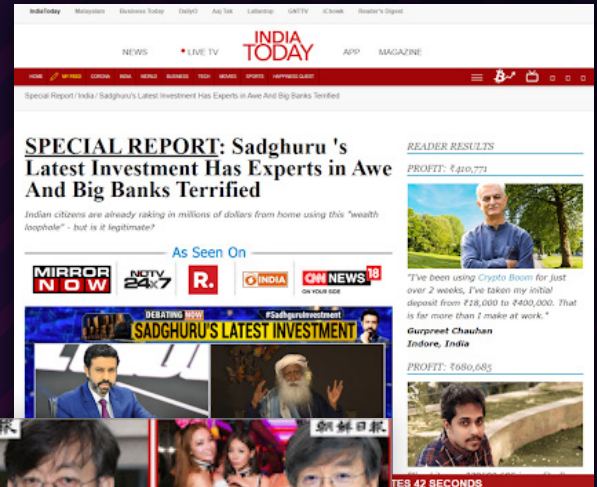 IndiaToday Malayalam Business Today DailyO Aaj Tak Lallantop GNTTV iChowk Reader's Digest
NEWS • LIVE TV INDIA TODAY APP MAGAZINE
HOME MY FEED CORONA INDIA WORLD BUSINESS TECH MOVIES SPORTS HAPPINESS QUEST
Special Report / India / Sadghuru's Latest Investment Has Experts in Awe And Big Banks Terrified
SPECIAL REPORT: Sadghuru 's
Latest Investment Has Experts in Awe
And Big Banks Terrified
Indian citizens are already raking in millions of dollars from home using this "wealth
loophole" - but is it legitimate?
As Seen On
MIRROR NOW
NDTV 24x7
R.
INDIA
CNN NEWS 18
ON YOUR SIDE
DEBATING NOW #SadghuruInvestment
SADGHURU'S LATEST INVESTMENT
READER RESULTS
PROFIT: ₹410,771
"I've been using Crypto Boom for just
over 2 weeks, I've taken my initial
deposit from ₹18,000 to ₹400,000. That
is far more than I make at work."
Gurpreet Chauhan
Indore, India
PROFIT: ₹680,685
報
朝鮮日報
TES 42 SECONDS